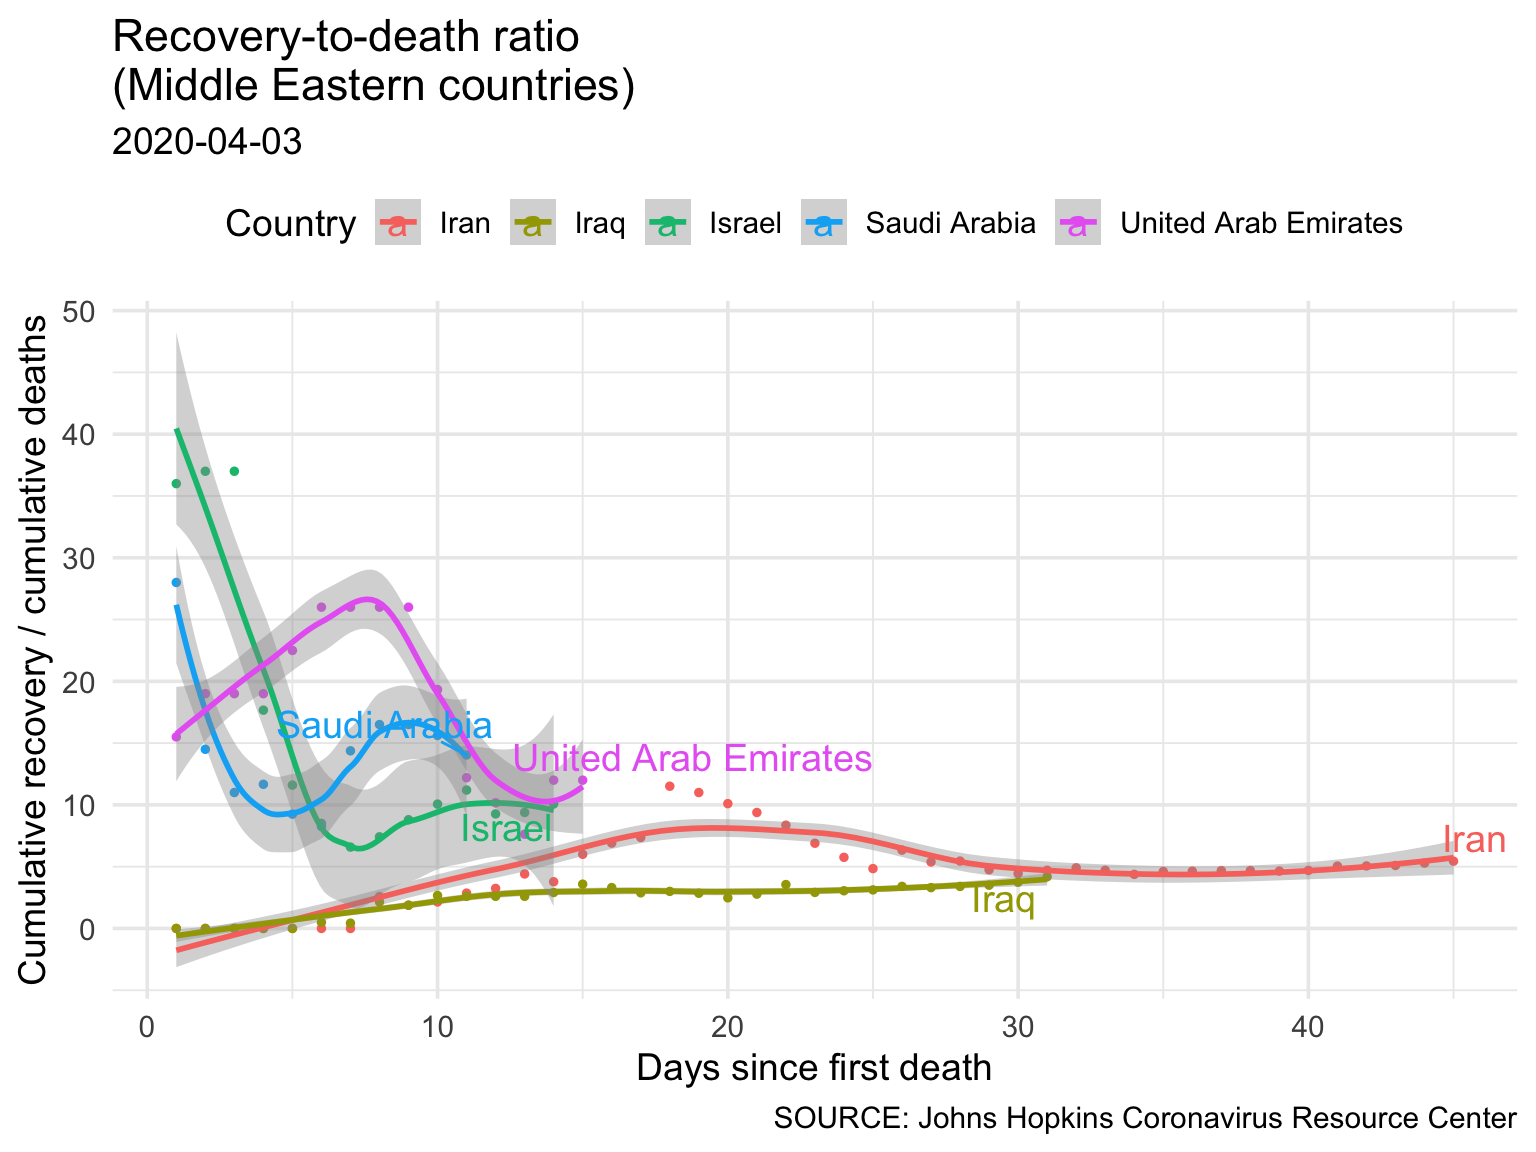 Recovery-to-death ratio
(Middle Eastern countries)
2020-04-03
Country a Iran a Iraq a Israel a Saudi Arabia a United Arab Emirates
Cumulative recovery / cumulative deaths
50
40
30
20
10
0
Saudi Arabia
United Arab Emirates
Israel
Iran
Iraq
0 10 20 30 40
Days since first death
SOURCE: Johns Hopkins Coronavirus Resource Center